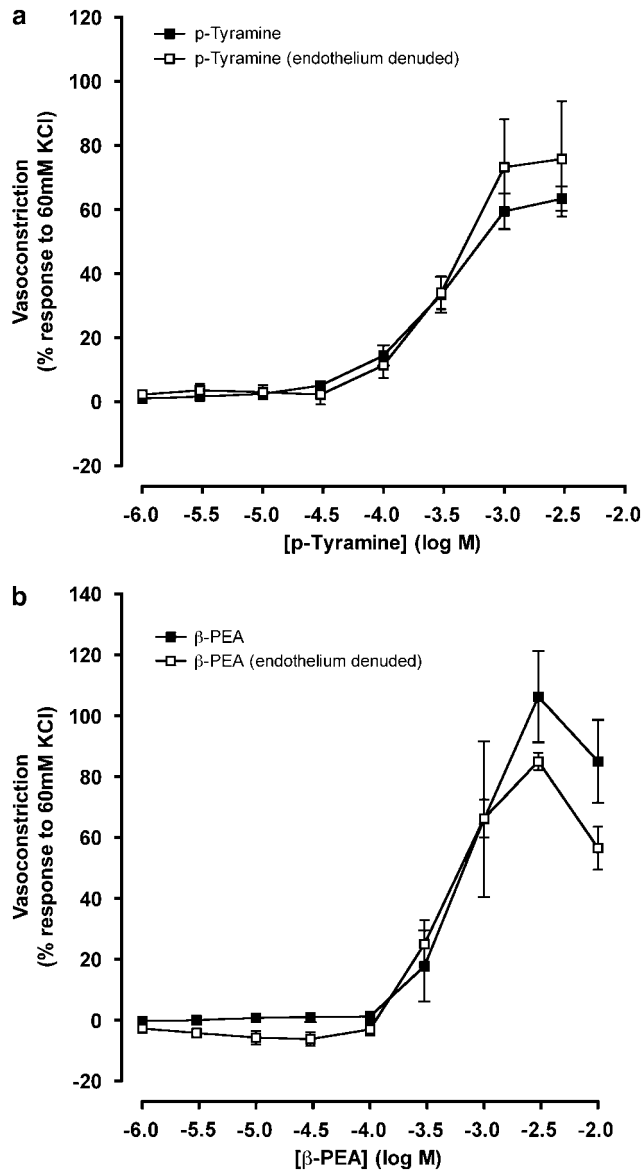 a
p-Tyramine
p-Tyramine (endothelium denuded)
Vasoconstriction
(% response to 60mM KCl)
120
100
80
60
40
20
0
-20
-6.0 -5.5 -5.0 -4.5 -4.0 -3.5 -3.0 -2.5 -2.0
[p-Tyramine] (log M)
b
β-PEA
β-PEA (endothelium denuded)
Vasoconstriction
(% response to 60mM KCl)
140
120
100
80
60
40
20
0
-20
-6.0 -5.5 -5.0 -4.5 -4.0 -3.5 -3.0 -2.5 -2.0
[β-PEA] (log M)